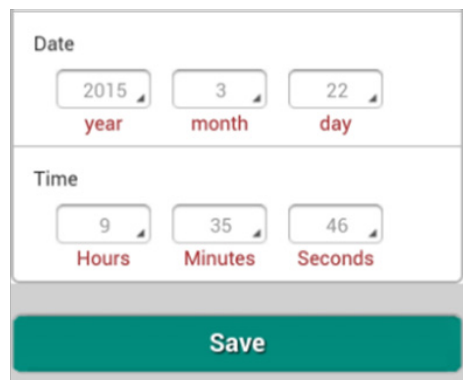 Date
2015 3 22
year month day
Time
9 35 46
Hours Minutes Seconds
Save